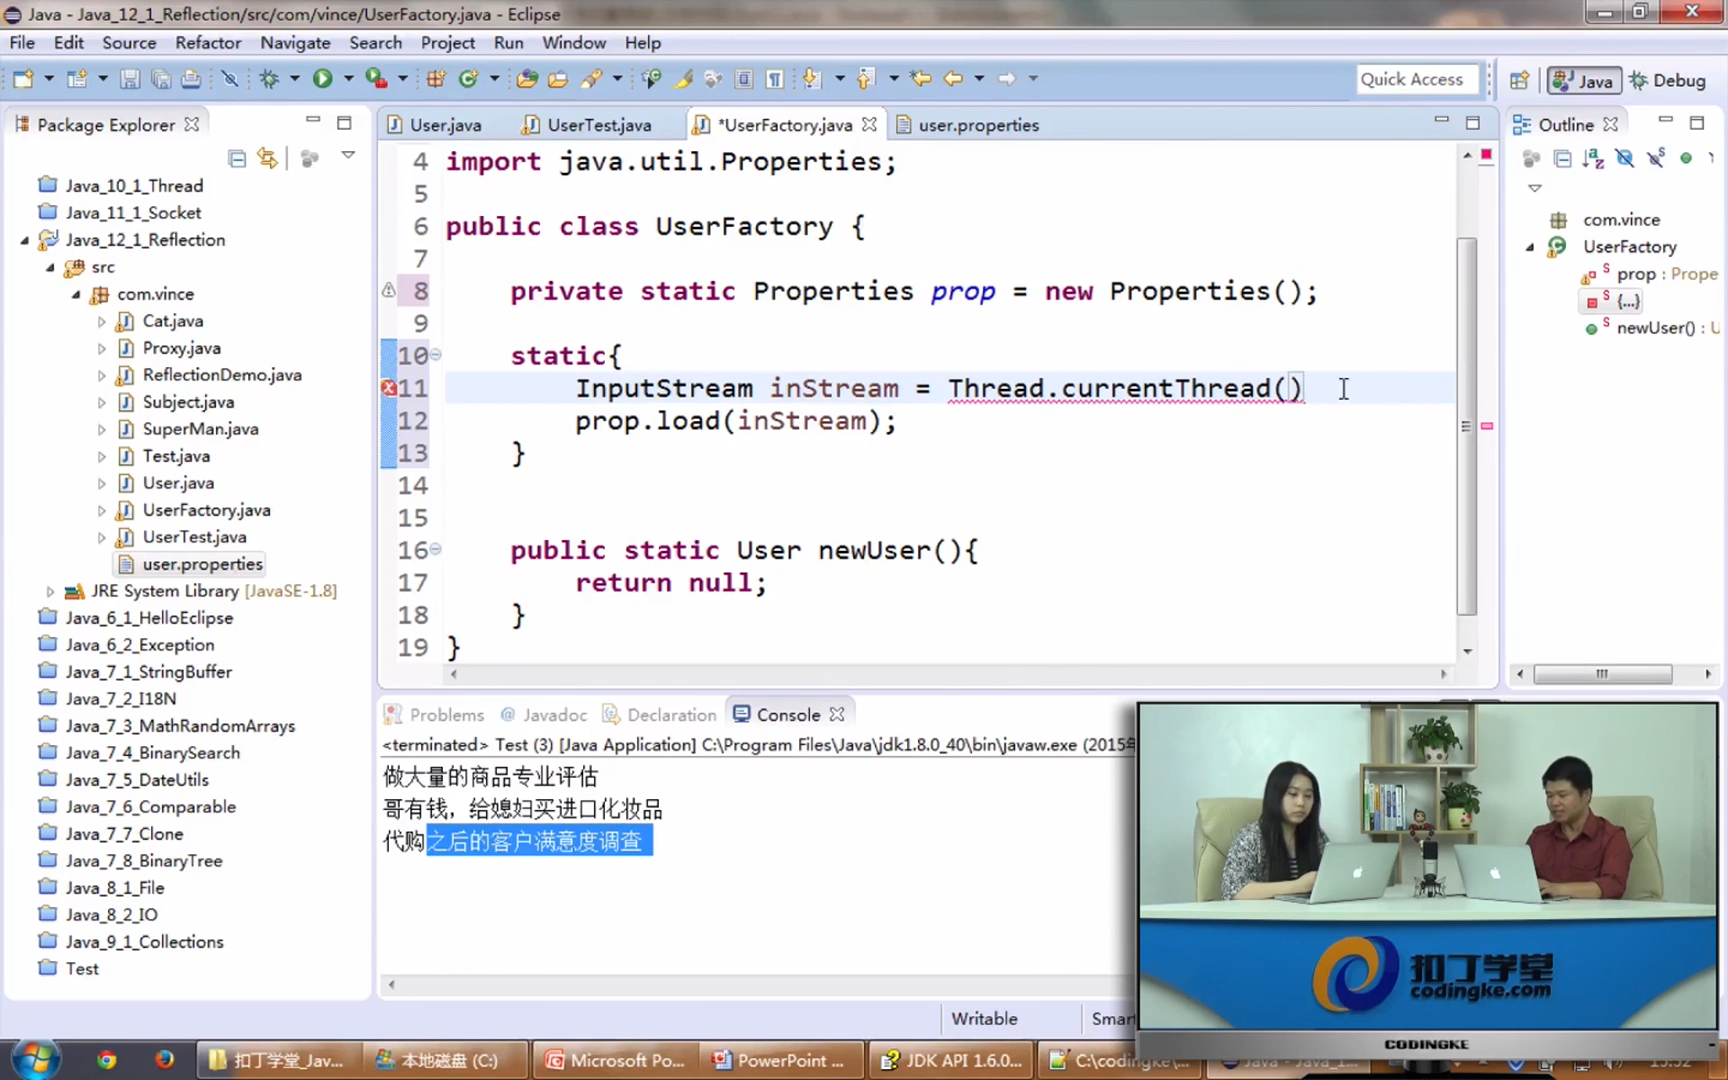 Java - Java_12_1_Reflection/src/com/vince/UserFactory.java - Eclipse
File Edit Source Refactor Navigate Search Project Run Window Help
Quick Access Java Debug
Package Explorer
Java_10_1_Thread
Java_11_1_Socket
Java_12_1_Reflection
src
com.vince
Cat.java
Proxy.java
ReflectionDemo.java
Subject.java
SuperMan.java
Test.java
User.java
UserFactory.java
UserTest.java
user.properties
JRE System Library [JavaSE-1.8]
Java_6_1_HelloEclipse
Java_6_2_Exception
Java_7_1_StringBuffer
Java_7_2_I18N
Java_7_3_MathRandomArrays
Java_7_4_BinarySearch
Java_7_5_DateUtils
Java_7_6_Comparable
Java_7_7_Clone
Java_7_8_BinaryTree
Java_8_1_File
Java_8_2_IO
Java_9_1_Collections
Test
User.java UserTest.java *UserFactory.java user.properties
4 import java.util.Properties;
5
6 public class UserFactory {
7
8 private static Properties prop = new Properties();
9
10 static{
11 InputStream inStream = Thread.currentThread()
12 prop.load(inStream);
13 }
14
15
16 public static User newUser(){
17 return null;
18 }
19 }
Outline
com.vince
UserFactory
prop : Prope
{...}
newUser() : U
Problems Javadoc Declaration Console
<terminated> Test (3) [Java Application] C:\Program Files\Java\jdk1.8.0_40\bin\javaw.exe (2015年
做大量的商品专业评估
哥有钱，给媳妇买进口化妆品
代购之后的客户满意度调查
Writable Smar
扣丁学堂
codingke.com
CODINGKE
扣丁学堂_Jav... 本地磁盘 (C:) Microsoft Po... PowerPoint ... JDK API 1.6.0... C:\codingke\...